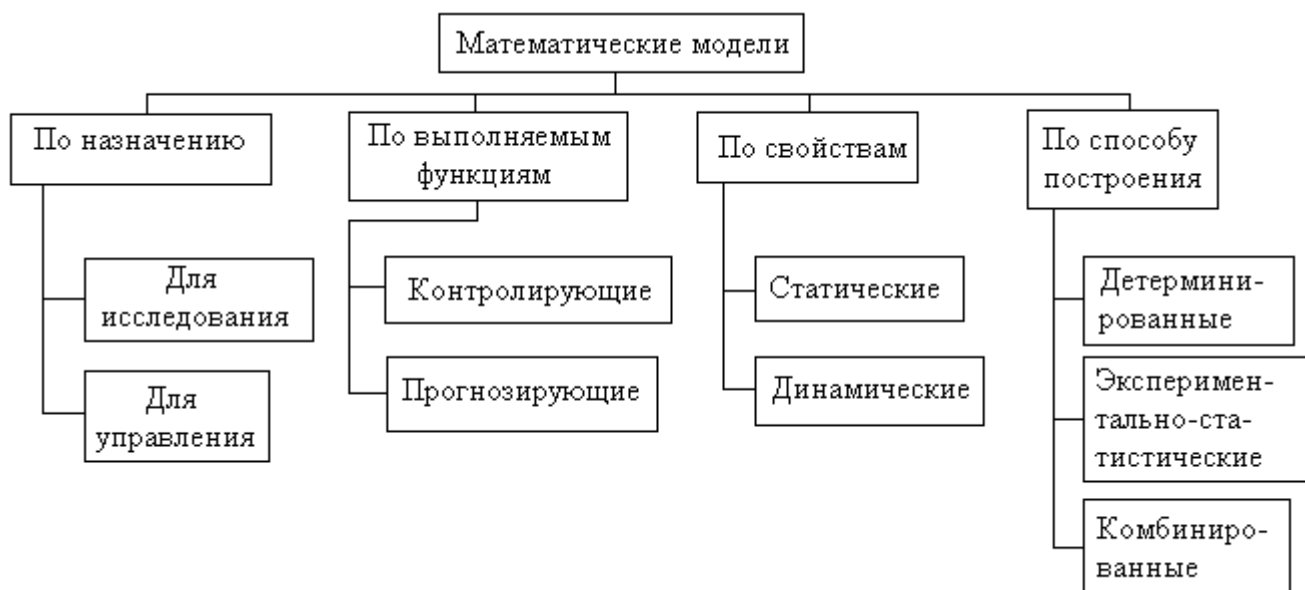 Математические модели
По назначению
Для
исследования
Для
управления
По выполняемым
функциям
Контролирующие
Прогнозирующие
По свойствам
Статические
Динамические
По способу
построения
Детермини-
рованные
Эксперимен-
тально-ста-
тистические
Комбиниро-
ванные